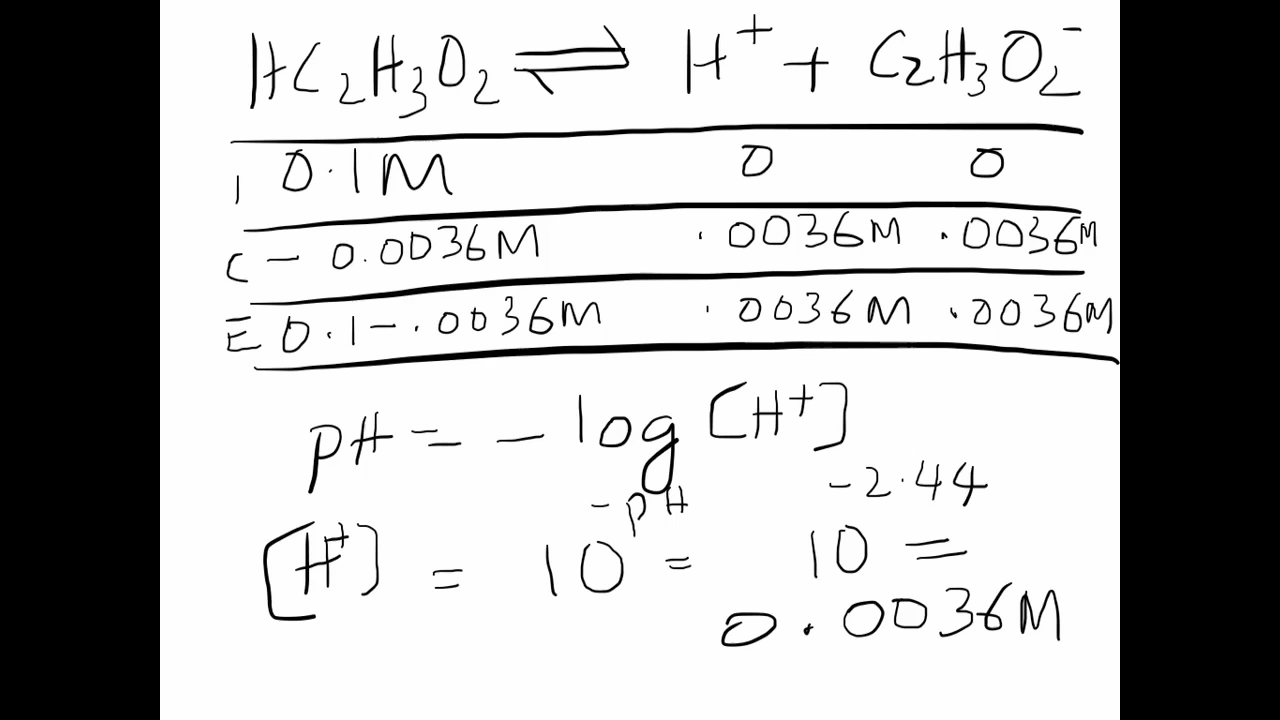 HC₂H₃O₂ ⇌ H⁺ + C₂H₃O₂⁻
I 0.1M 0 0
C - 0.0036M .0036M .0036M
E 0.1-.0036M .0036M .0036M
pH = - log [H⁺]
[H⁺] = 10^-pH = 10^-2.44 =
0.0036M